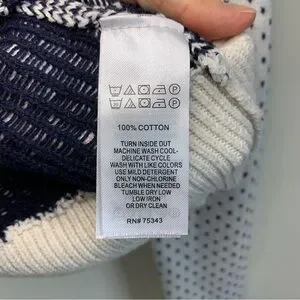 100% COTTON
TURN INSIDE OUT
MACHINE WASH COOL-
DELICATE CYCLE
WASH WITH LIKE COLORS
USE MILD DETERGENT
ONLY NON-CHLORINE
BLEACH WHEN NEEDED
TUMBLE DRY LOW
LOW IRON
OR DRY CLEAN
RN# 75343